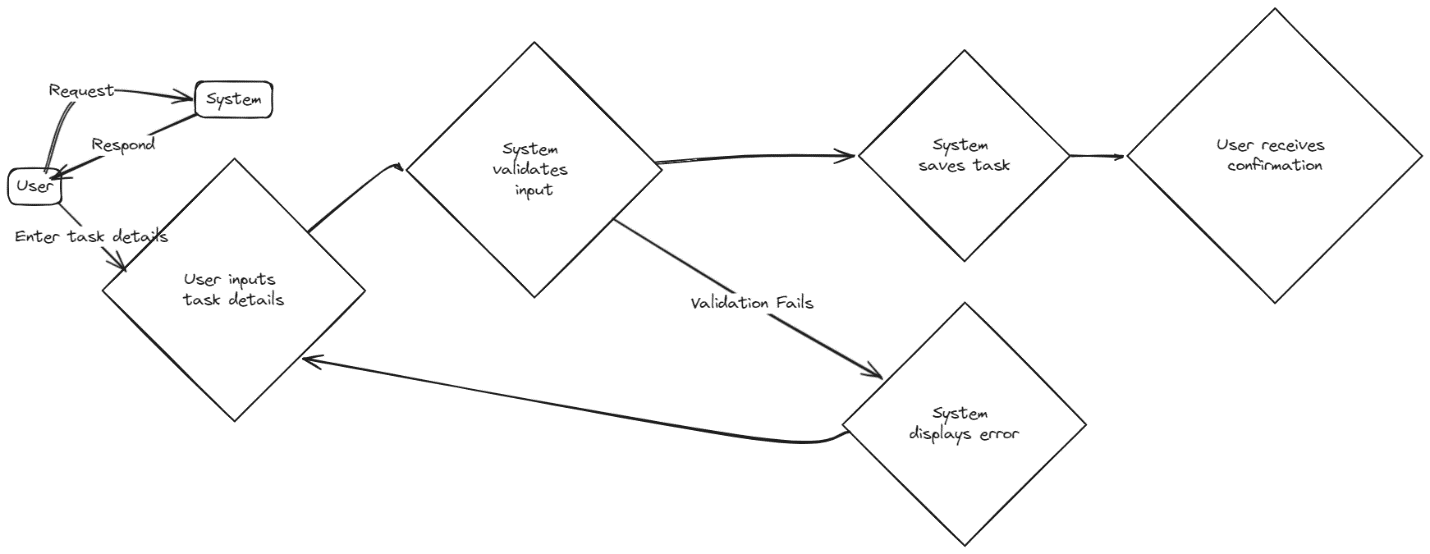 Request
System
Respond
User
Enter task details
User inputs
task details
System
validates
input
Validation Fails
System
saves task
User receives
confirmation
System
displays error